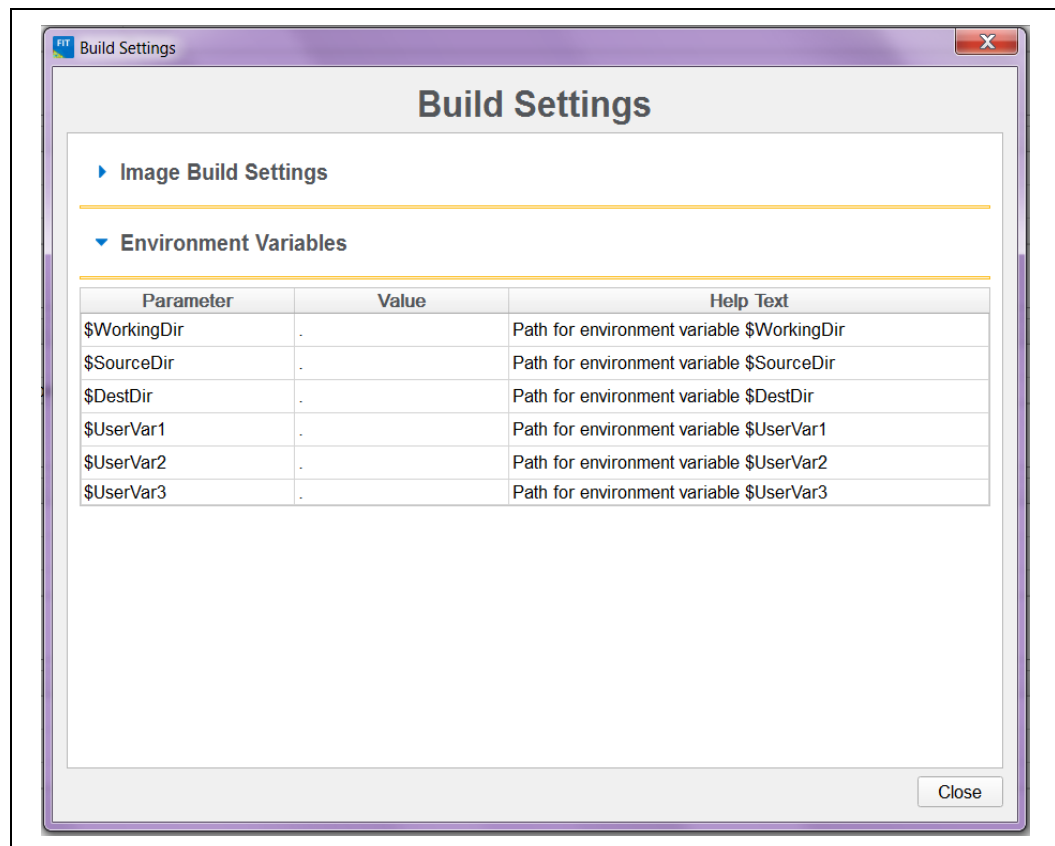 FIT Build Settings X
Build Settings
Image Build Settings
Environment Variables
Parameter Value Help Text
$WorkingDir . Path for environment variable $WorkingDir
$SourceDir . Path for environment variable $SourceDir
$DestDir . Path for environment variable $DestDir
$UserVar1 . Path for environment variable $UserVar1
$UserVar2 . Path for environment variable $UserVar2
$UserVar3 . Path for environment variable $UserVar3
Close